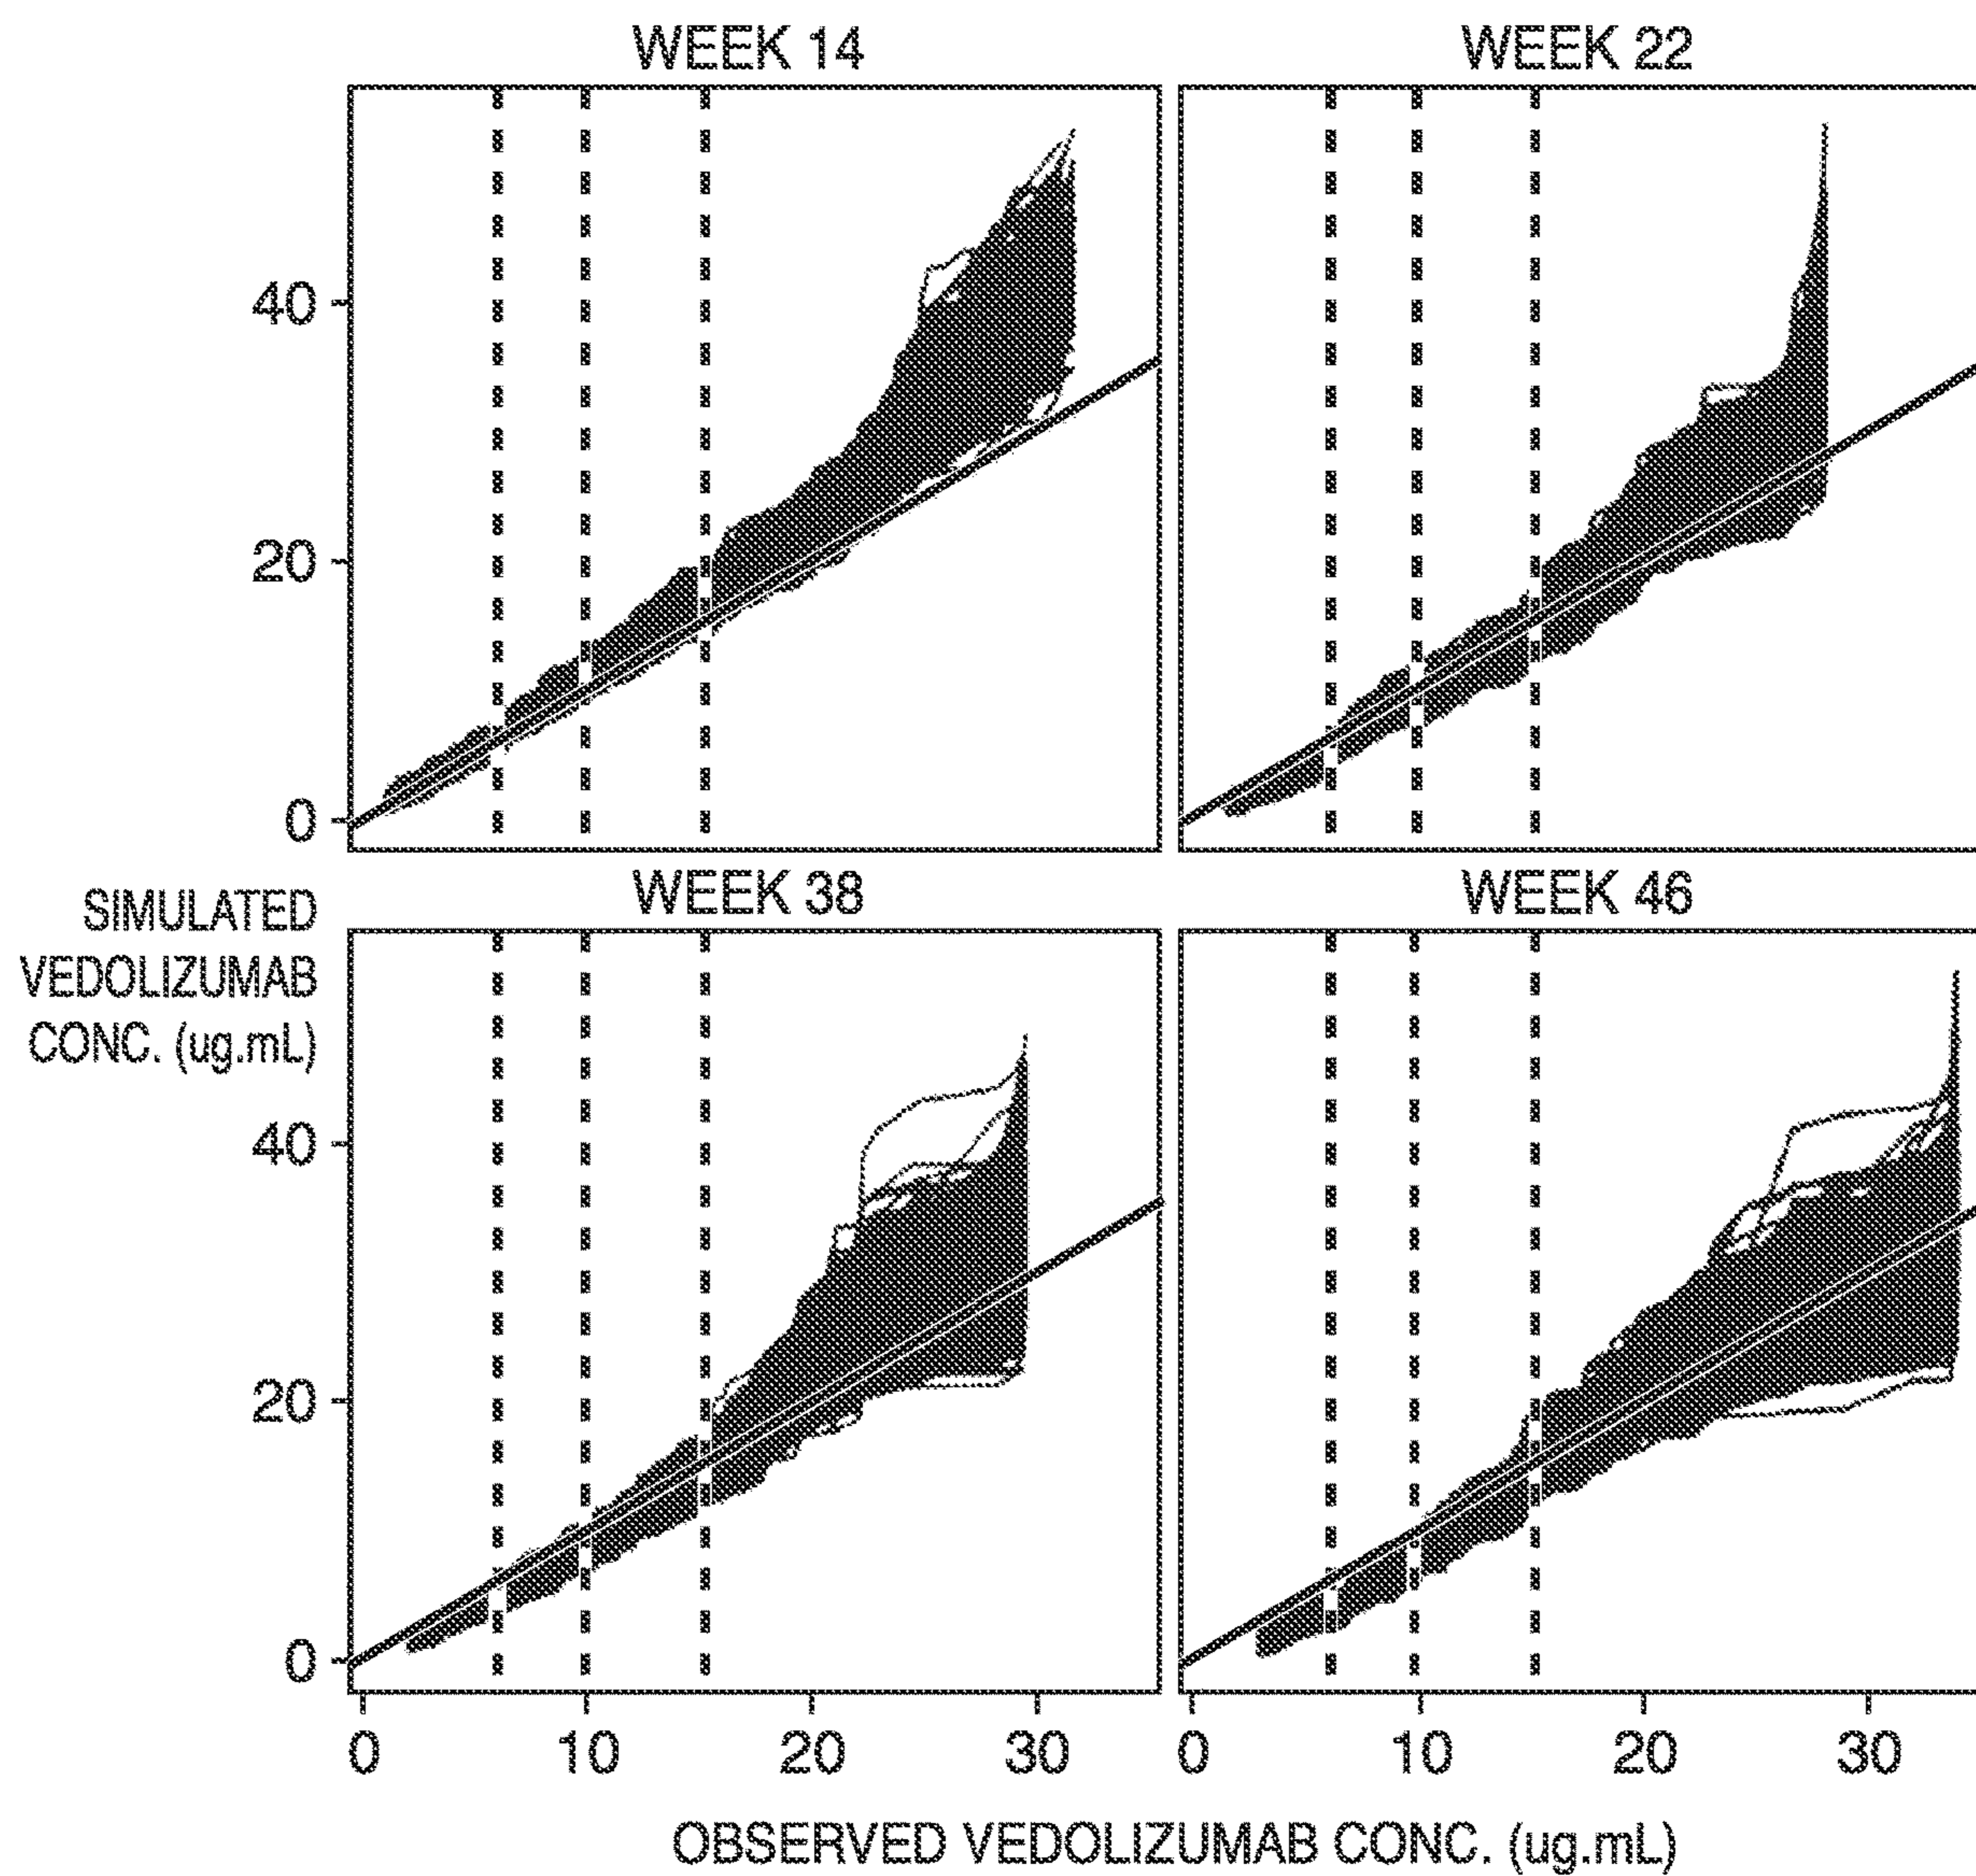 WEEK 14
WEEK 22
40
20
0
SIMULATED
VEDOLIZUMAB
CONC. (ug.mL)
WEEK 38
WEEK 46
40
20
0
0 10 20 30 0 10 20 30
OBSERVED VEDOLIZUMAB CONC. (ug.mL)